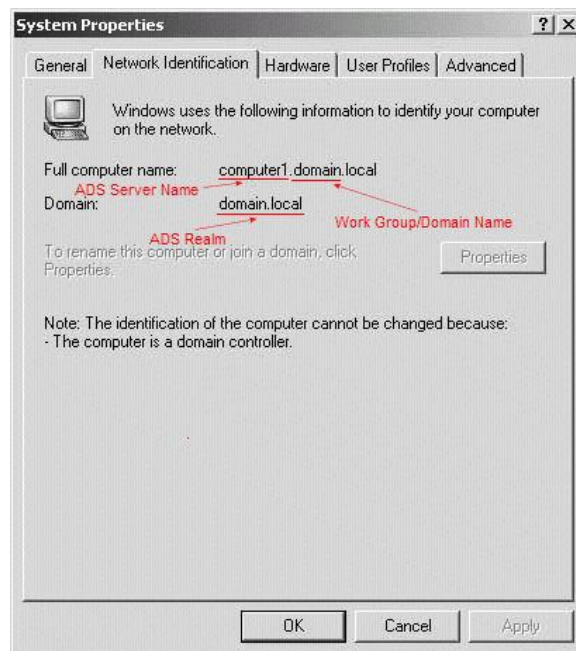 System Properties
General Network Identification Hardware User Profiles Advanced
Windows uses the following information to identify your computer
on the network.
Full computer name: computer1.domain.local
ADS Server Name
Domain: domain.local
Work Group/Domain Name
ADS Realm
To rename this computer or join a domain, click
Properties.
Properties
Note: The identification of the computer cannot be changed because:
- The computer is a domain controller.
OK Cancel Apply